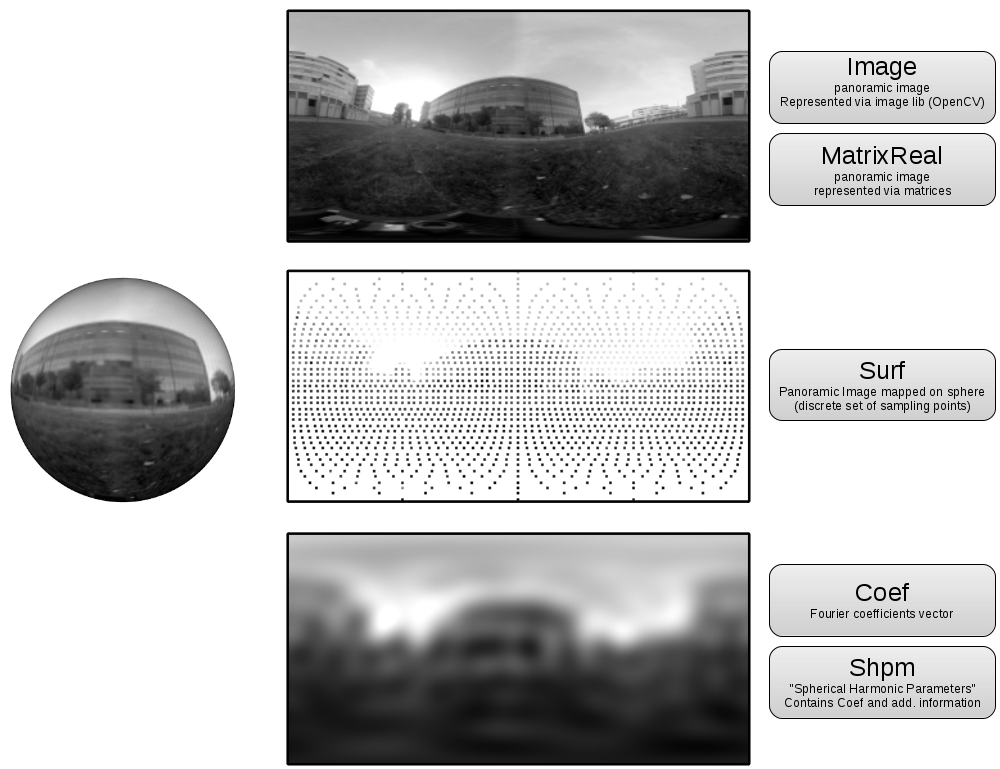 Image
panoramic image
Represented via image lib (OpenCV)
MatrixReal
panoramic image
represented via matrices
Surf
Panoramic Image mapped on sphere
(discrete set of sampling points)
Coef
Fourier coefficients vector
Shpm
"Spherical Harmonic Parameters"
Contains Coef and add. information